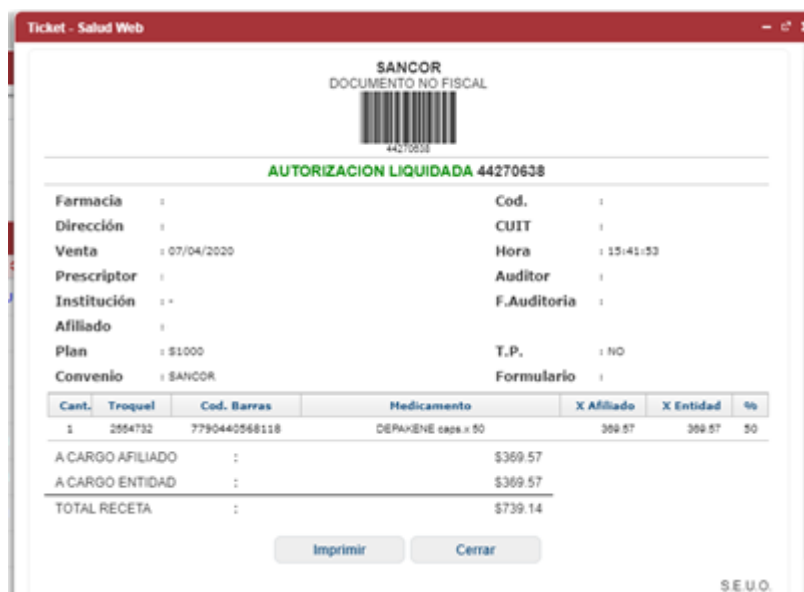 Ticket - Salud Web
SANCOR
DOCUMENTO NO FISCAL
44270638
AUTORIZACION LIQUIDADA 44270638
Farmacia : Cod. :
Dirección : CUIT :
Venta : 07/04/2020 Hora : 15:41:53
Prescriptor : Auditor :
Institución : - F.Auditoria :
Afiliado :
Plan : S1000 T.P. : NO
Convenio : SANCOR Formulario :
Cant. Troquel Cod. Barras Medicamento X Afiliado X Entidad %
1 2554732 7790440568118 DEPAKENE caps.x 50 369.57 369.57 50
A CARGO AFILIADO : $369.57
A CARGO ENTIDAD : $369.57
TOTAL RECETA : $739.14
Imprimir Cerrar
S.E.U.O.